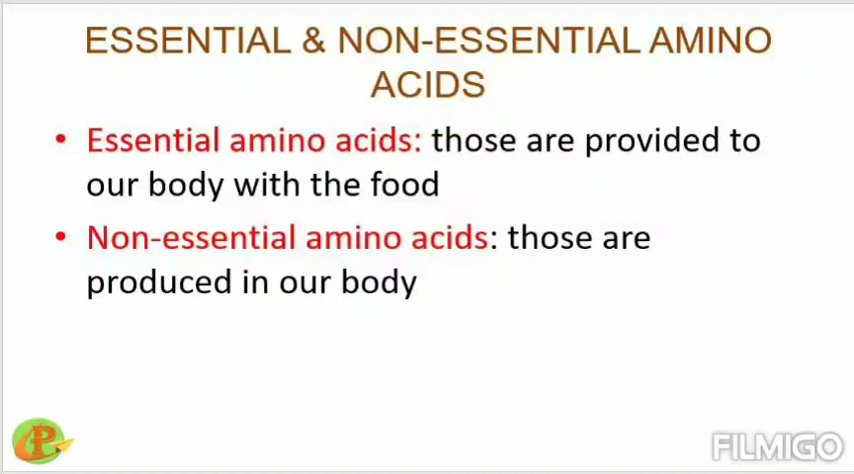 ESSENTIAL & NON-ESSENTIAL AMINO
ACIDS
• Essential amino acids: those are provided to
our body with the food
• Non-essential amino acids: those are
produced in our body
P
FILMIGO